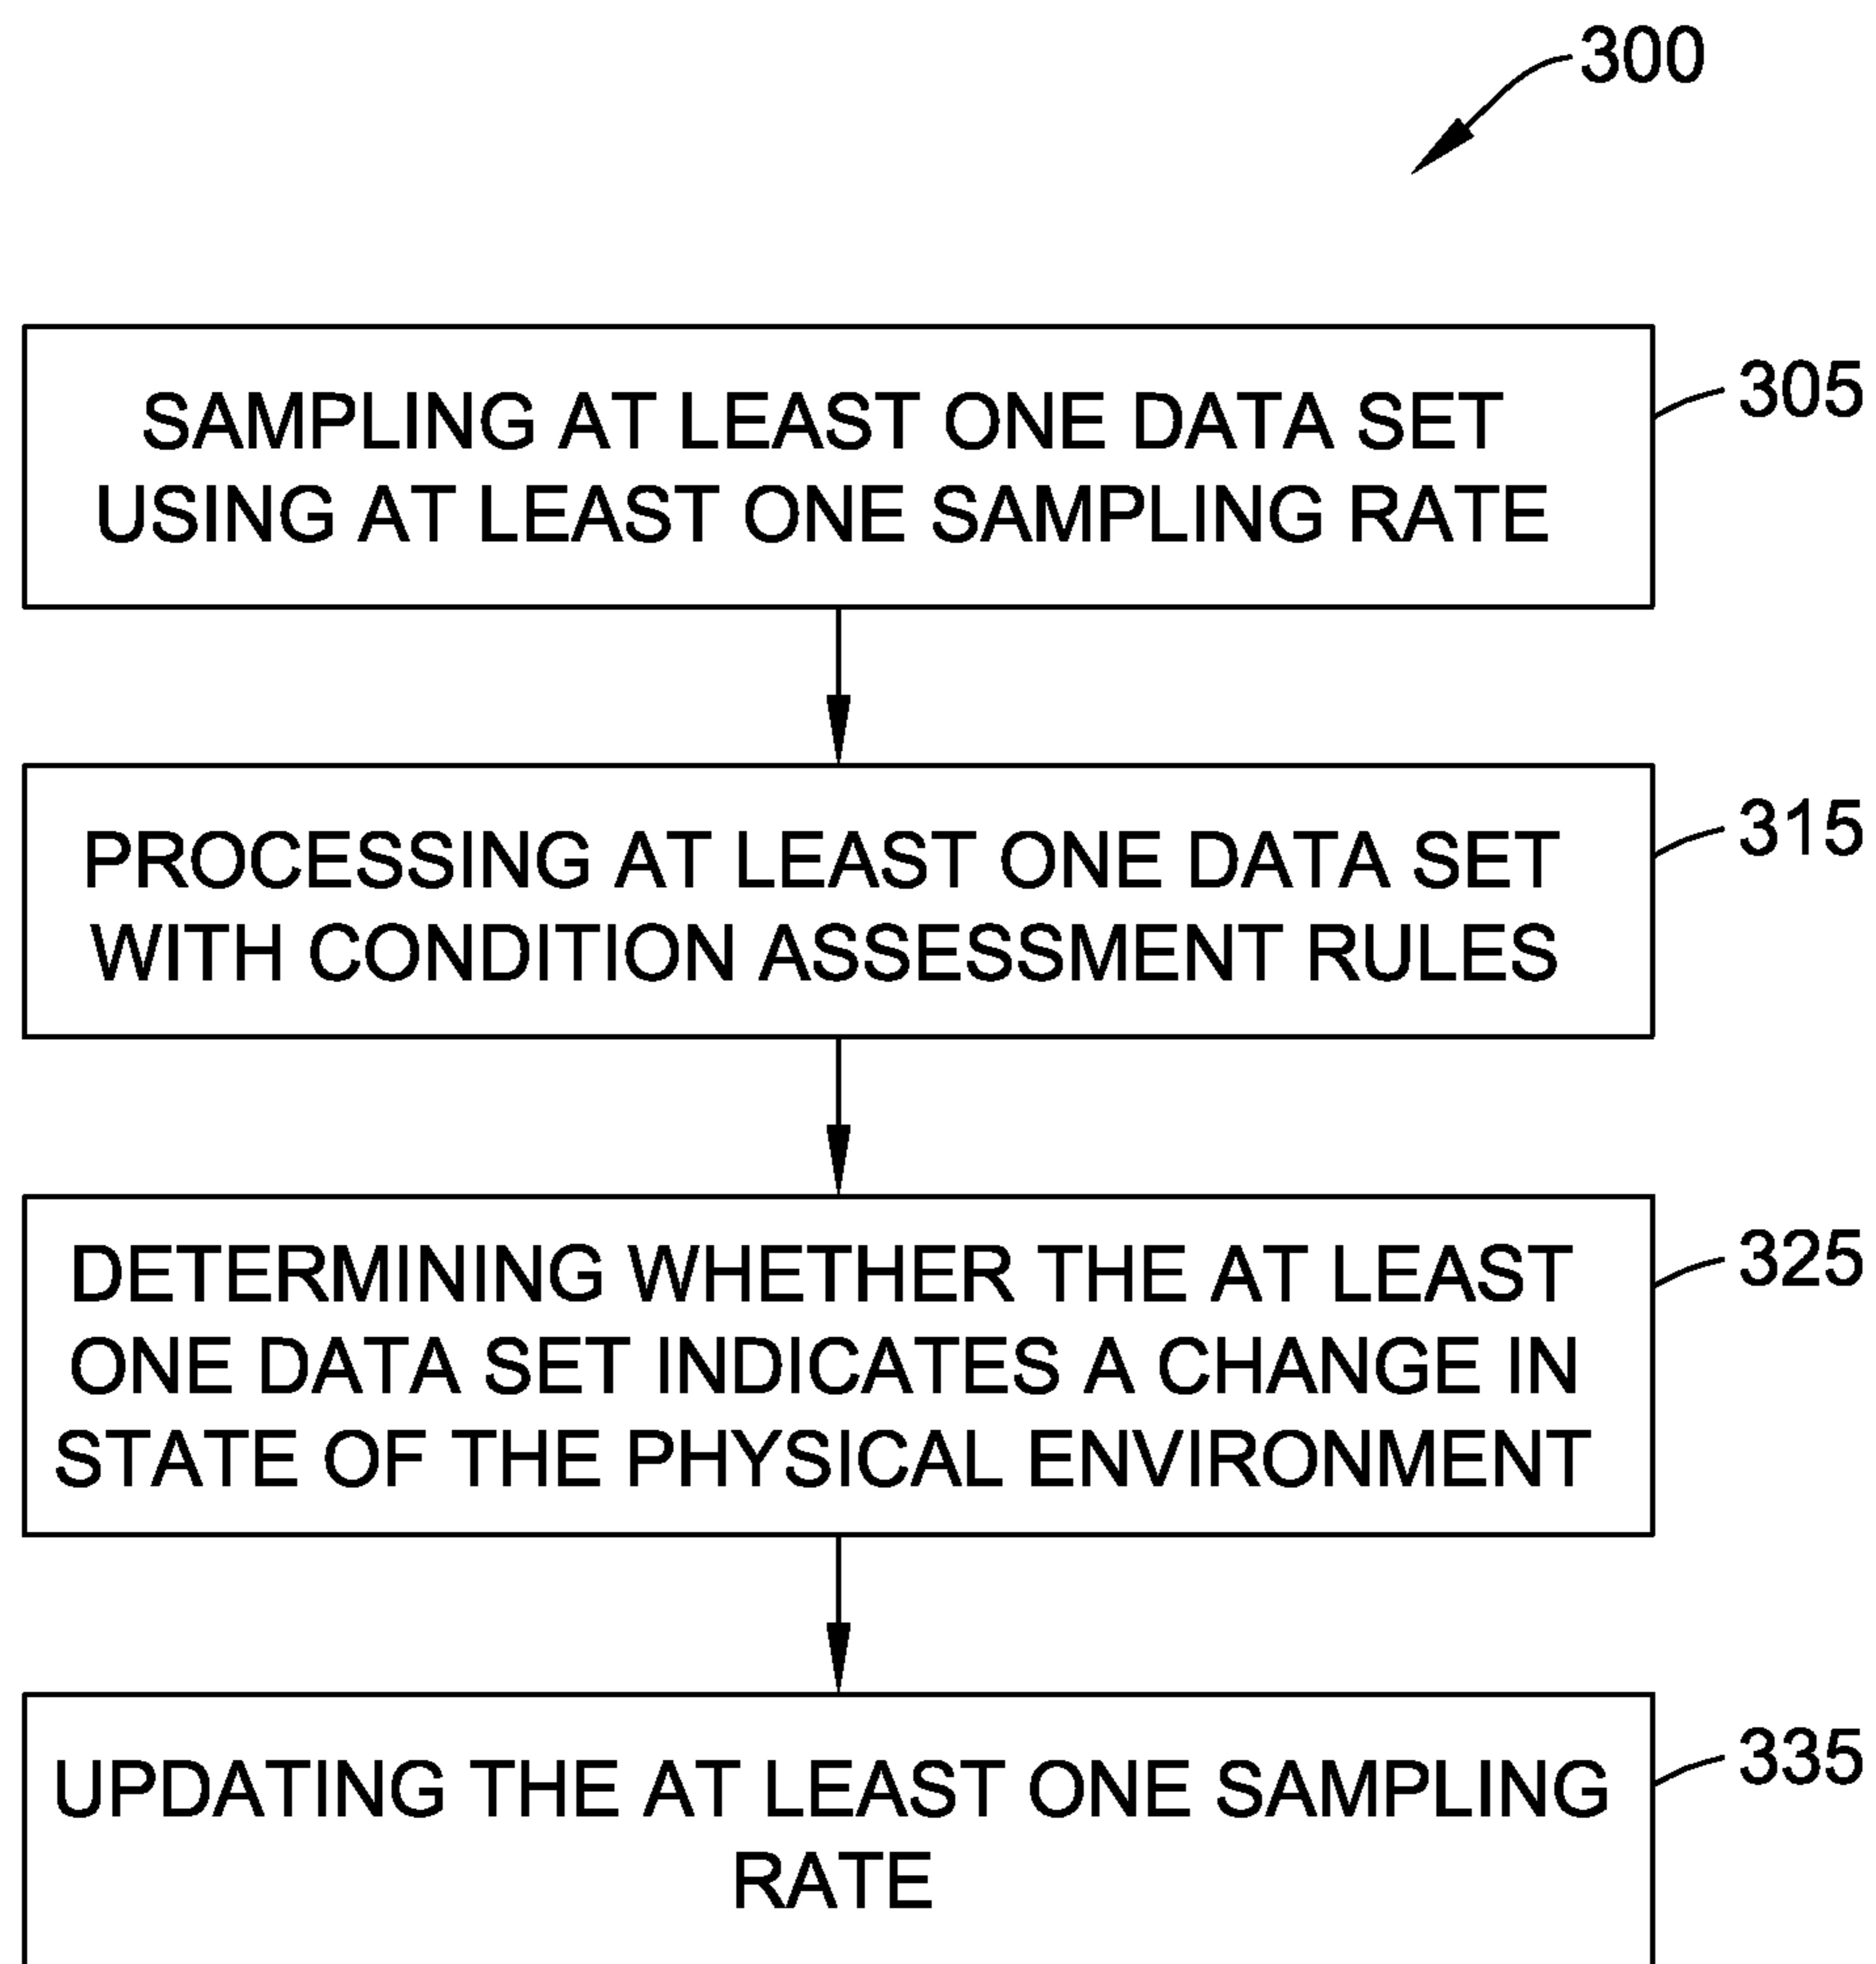 300
SAMPLING AT LEAST ONE DATA SET
USING AT LEAST ONE SAMPLING RATE
305
PROCESSING AT LEAST ONE DATA SET
WITH CONDITION ASSESSMENT RULES
315
DETERMINING WHETHER THE AT LEAST
ONE DATA SET INDICATES A CHANGE IN
STATE OF THE PHYSICAL ENVIRONMENT
325
UPDATING THE AT LEAST ONE SAMPLING
RATE
335